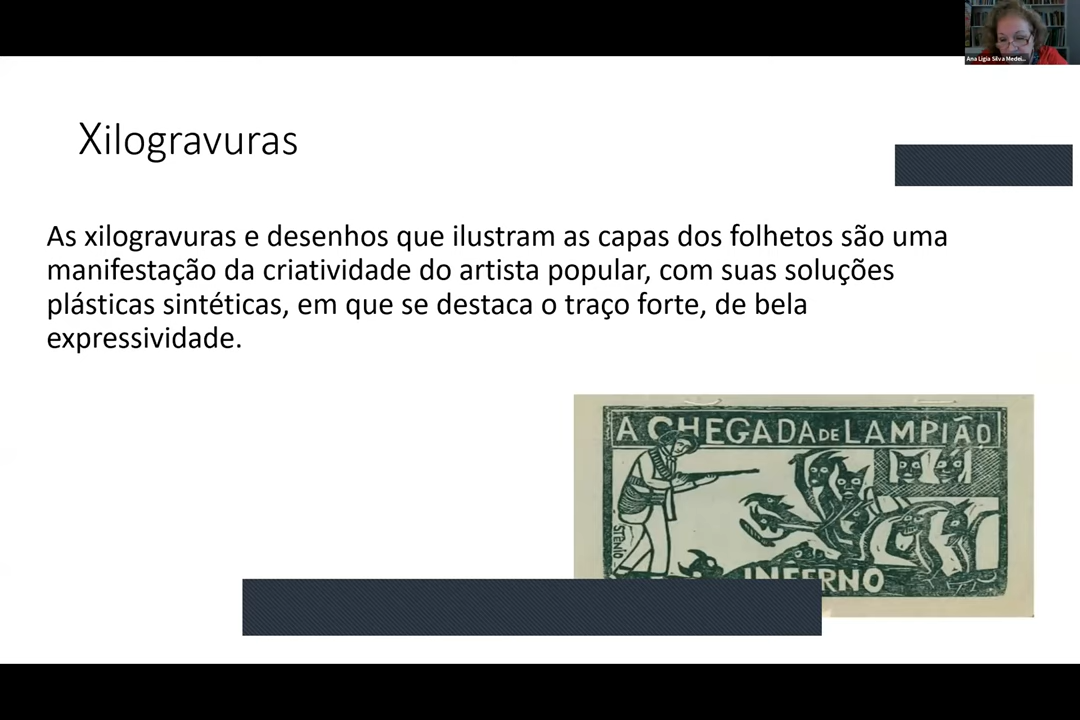 Ana Ligia Silva Medei...
Xilogravuras
As xilogravuras e desenhos que ilustram as capas dos folhetos são uma
manifestação da criatividade do artista popular, com suas soluções
plásticas sintéticas, em que se destaca o traço forte, de bela
expressividade.
A CHEGADA DE LAMPIÃO
STENIO
INFERNO